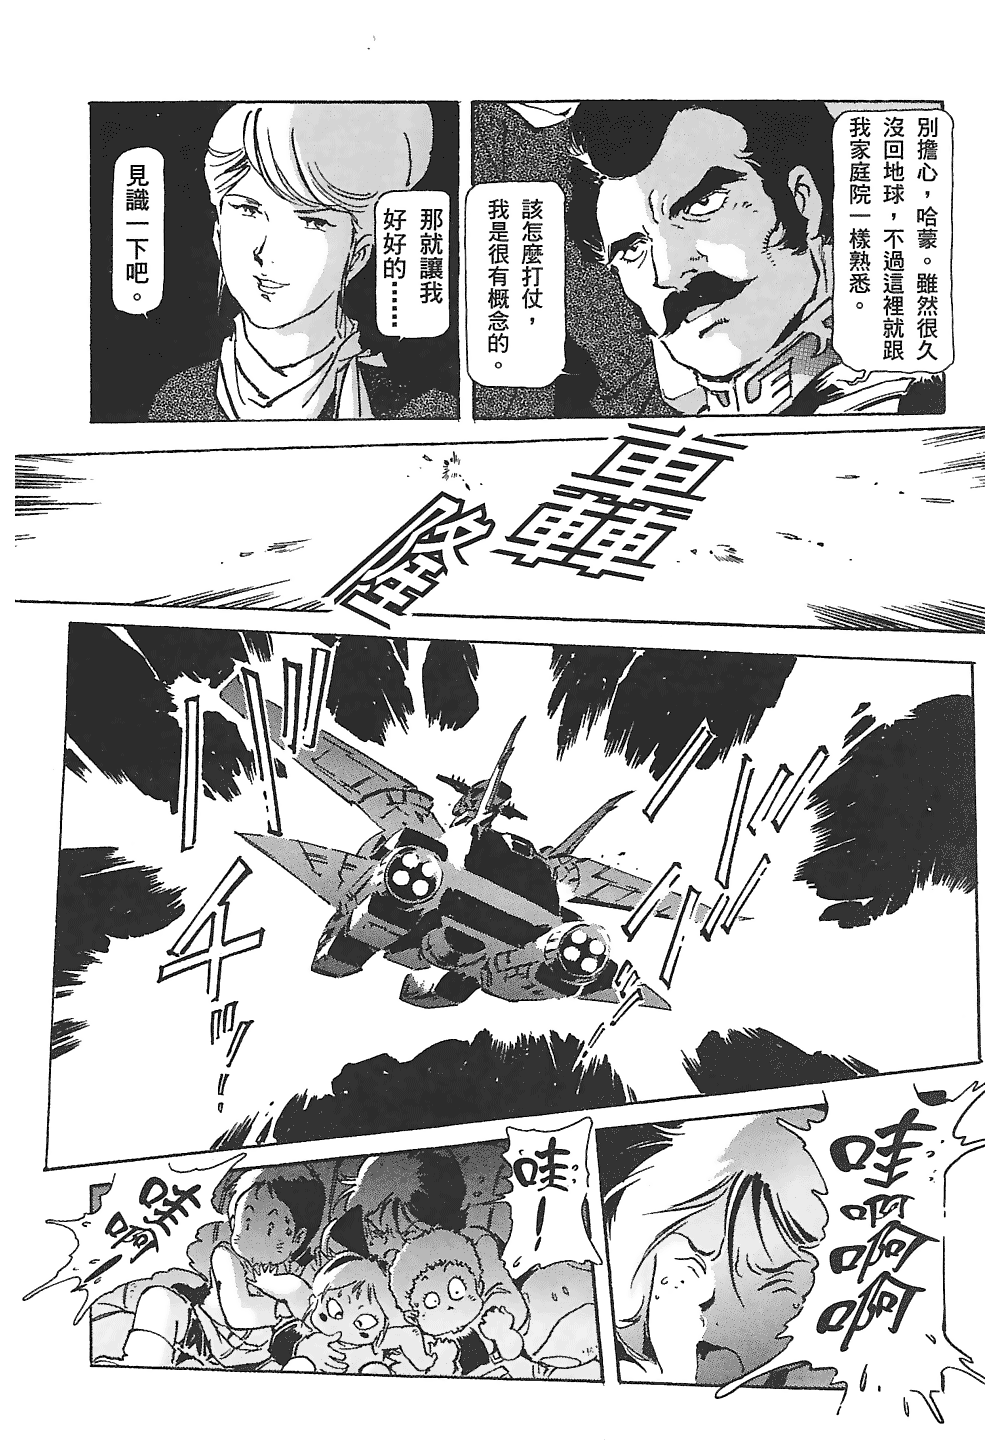 別擔心，哈蒙。雖然很久
沒回地球，不過這裡就跟
我家庭院一樣熟悉。
該怎麼打仗，
我是很有概念的。
那就讓我
好好的……
見識一下吧。
轟
隆
哇啊啊啊
哇！
哇啊